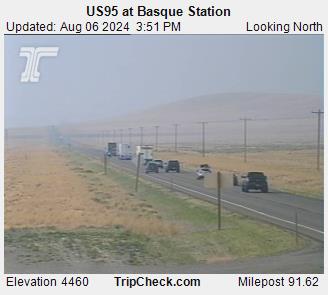 US95 at Basque Station
Updated: Aug 06 2024 3:51 PM Looking North
Elevation 4460 TripCheck.com Milepost 91.62